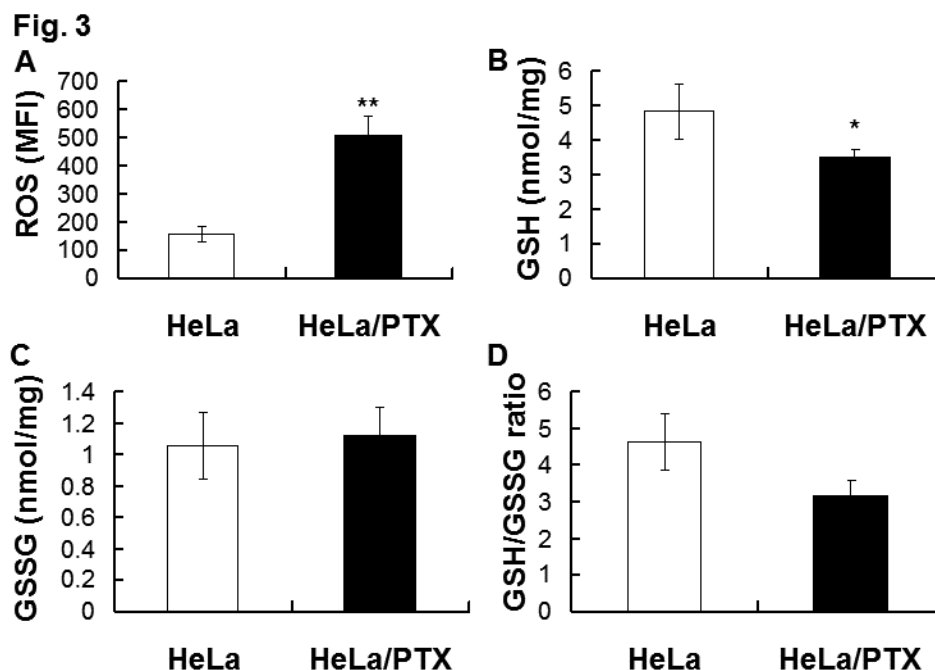 Fig. 3
A
ROS (MFI)
700
600
500
400
300
200
100
0
**
HeLa
HeLa/PTX
B
GSH (nmol/mg)
6
5
4
3
2
1
0
*
HeLa
HeLa/PTX
C
GSSG (nmol/mg)
1.4
1.2
1
0.8
0.6
0.4
0.2
0
HeLa
HeLa/PTX
D
GSH/GSSG ratio
6
5
4
3
2
1
0
HeLa
HeLa/PTX